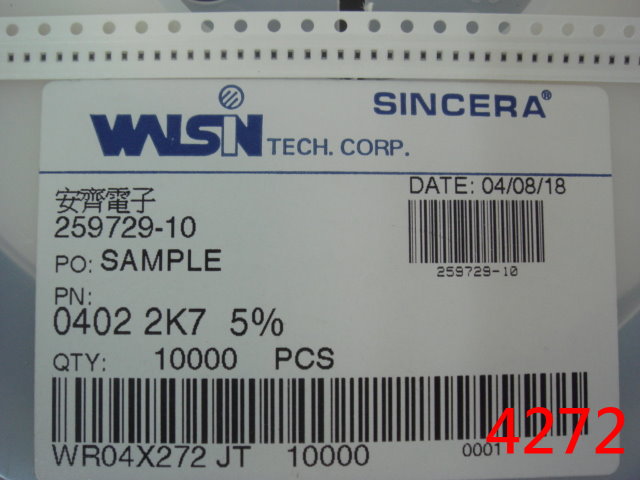 WALSIN TECH. CORP.
SINCERA®
安齊電子
DATE: 04/08/18
259729-10
259729-10
PO: SAMPLE
PN:
0402 2K7 5%
QTY: 10000 PCS
WR04X272 JT 10000 0001
4272